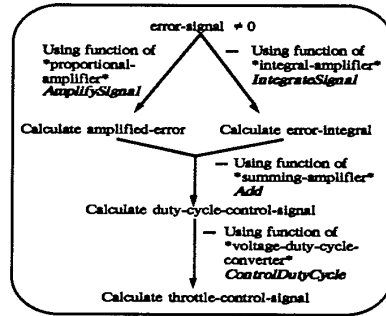 error-signal ≠ 0
Using function of
*proportional-
amplifier*
AmplifySignal
— Using function of
*integral-amplifier*
IntegrateSignal
Calculate amplified-error
Calculate error-integral
— Using function of
*summing-amplifier*
Add
Calculate duty-cycle-control-signal
— Using function of
*voltage-duty-cycle-
converter*
ControlDutyCycle
Calculate throttle-control-signal